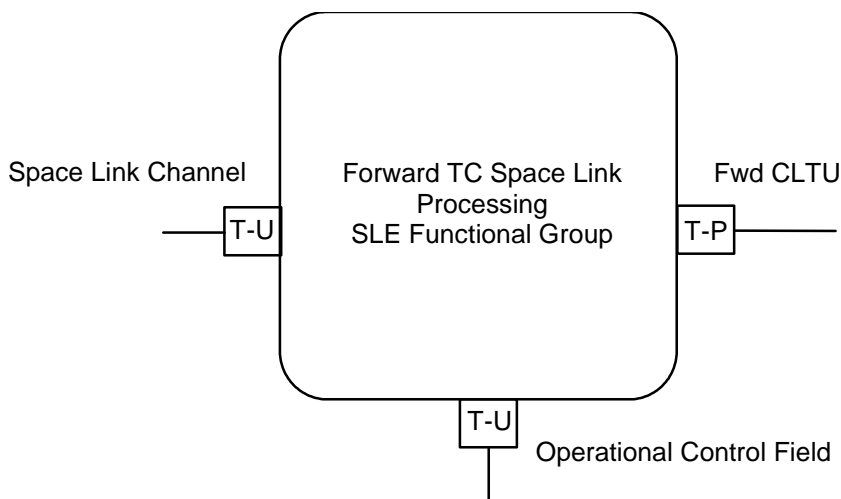 Space Link Channel
Forward TC Space Link
Processing
SLE Functional Group
Fwd CLTU
T-U
T-P
T-U
Operational Control Field